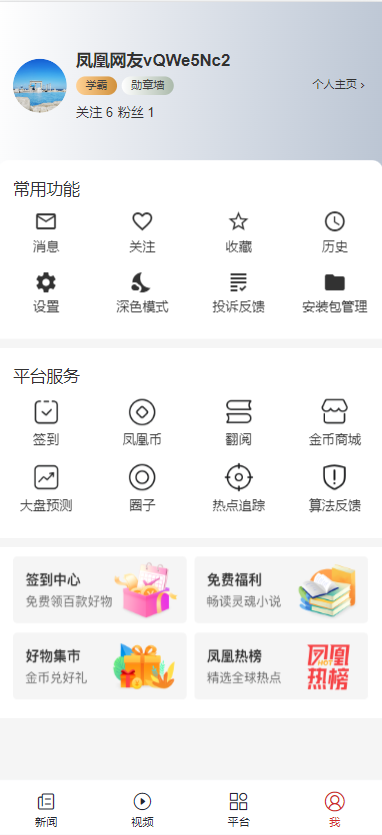 凤凰网友vQWe5Nc2
学霸 勋章墙 个人主页 >
关注 6 粉丝 1
常用功能
消息 关注 收藏 历史
设置 深色模式 投诉反馈 安装包管理
平台服务
签到 凤凰币 翻阅 金币商城
大盘预测 圈子 热点追踪 算法反馈
签到中心 免费福利
免费领百款好物 畅读灵魂小说
好物集市 凤凰热榜
金币兑好礼 精选全球热点
凤凰
HOT
热榜
新闻 视频 平台 我